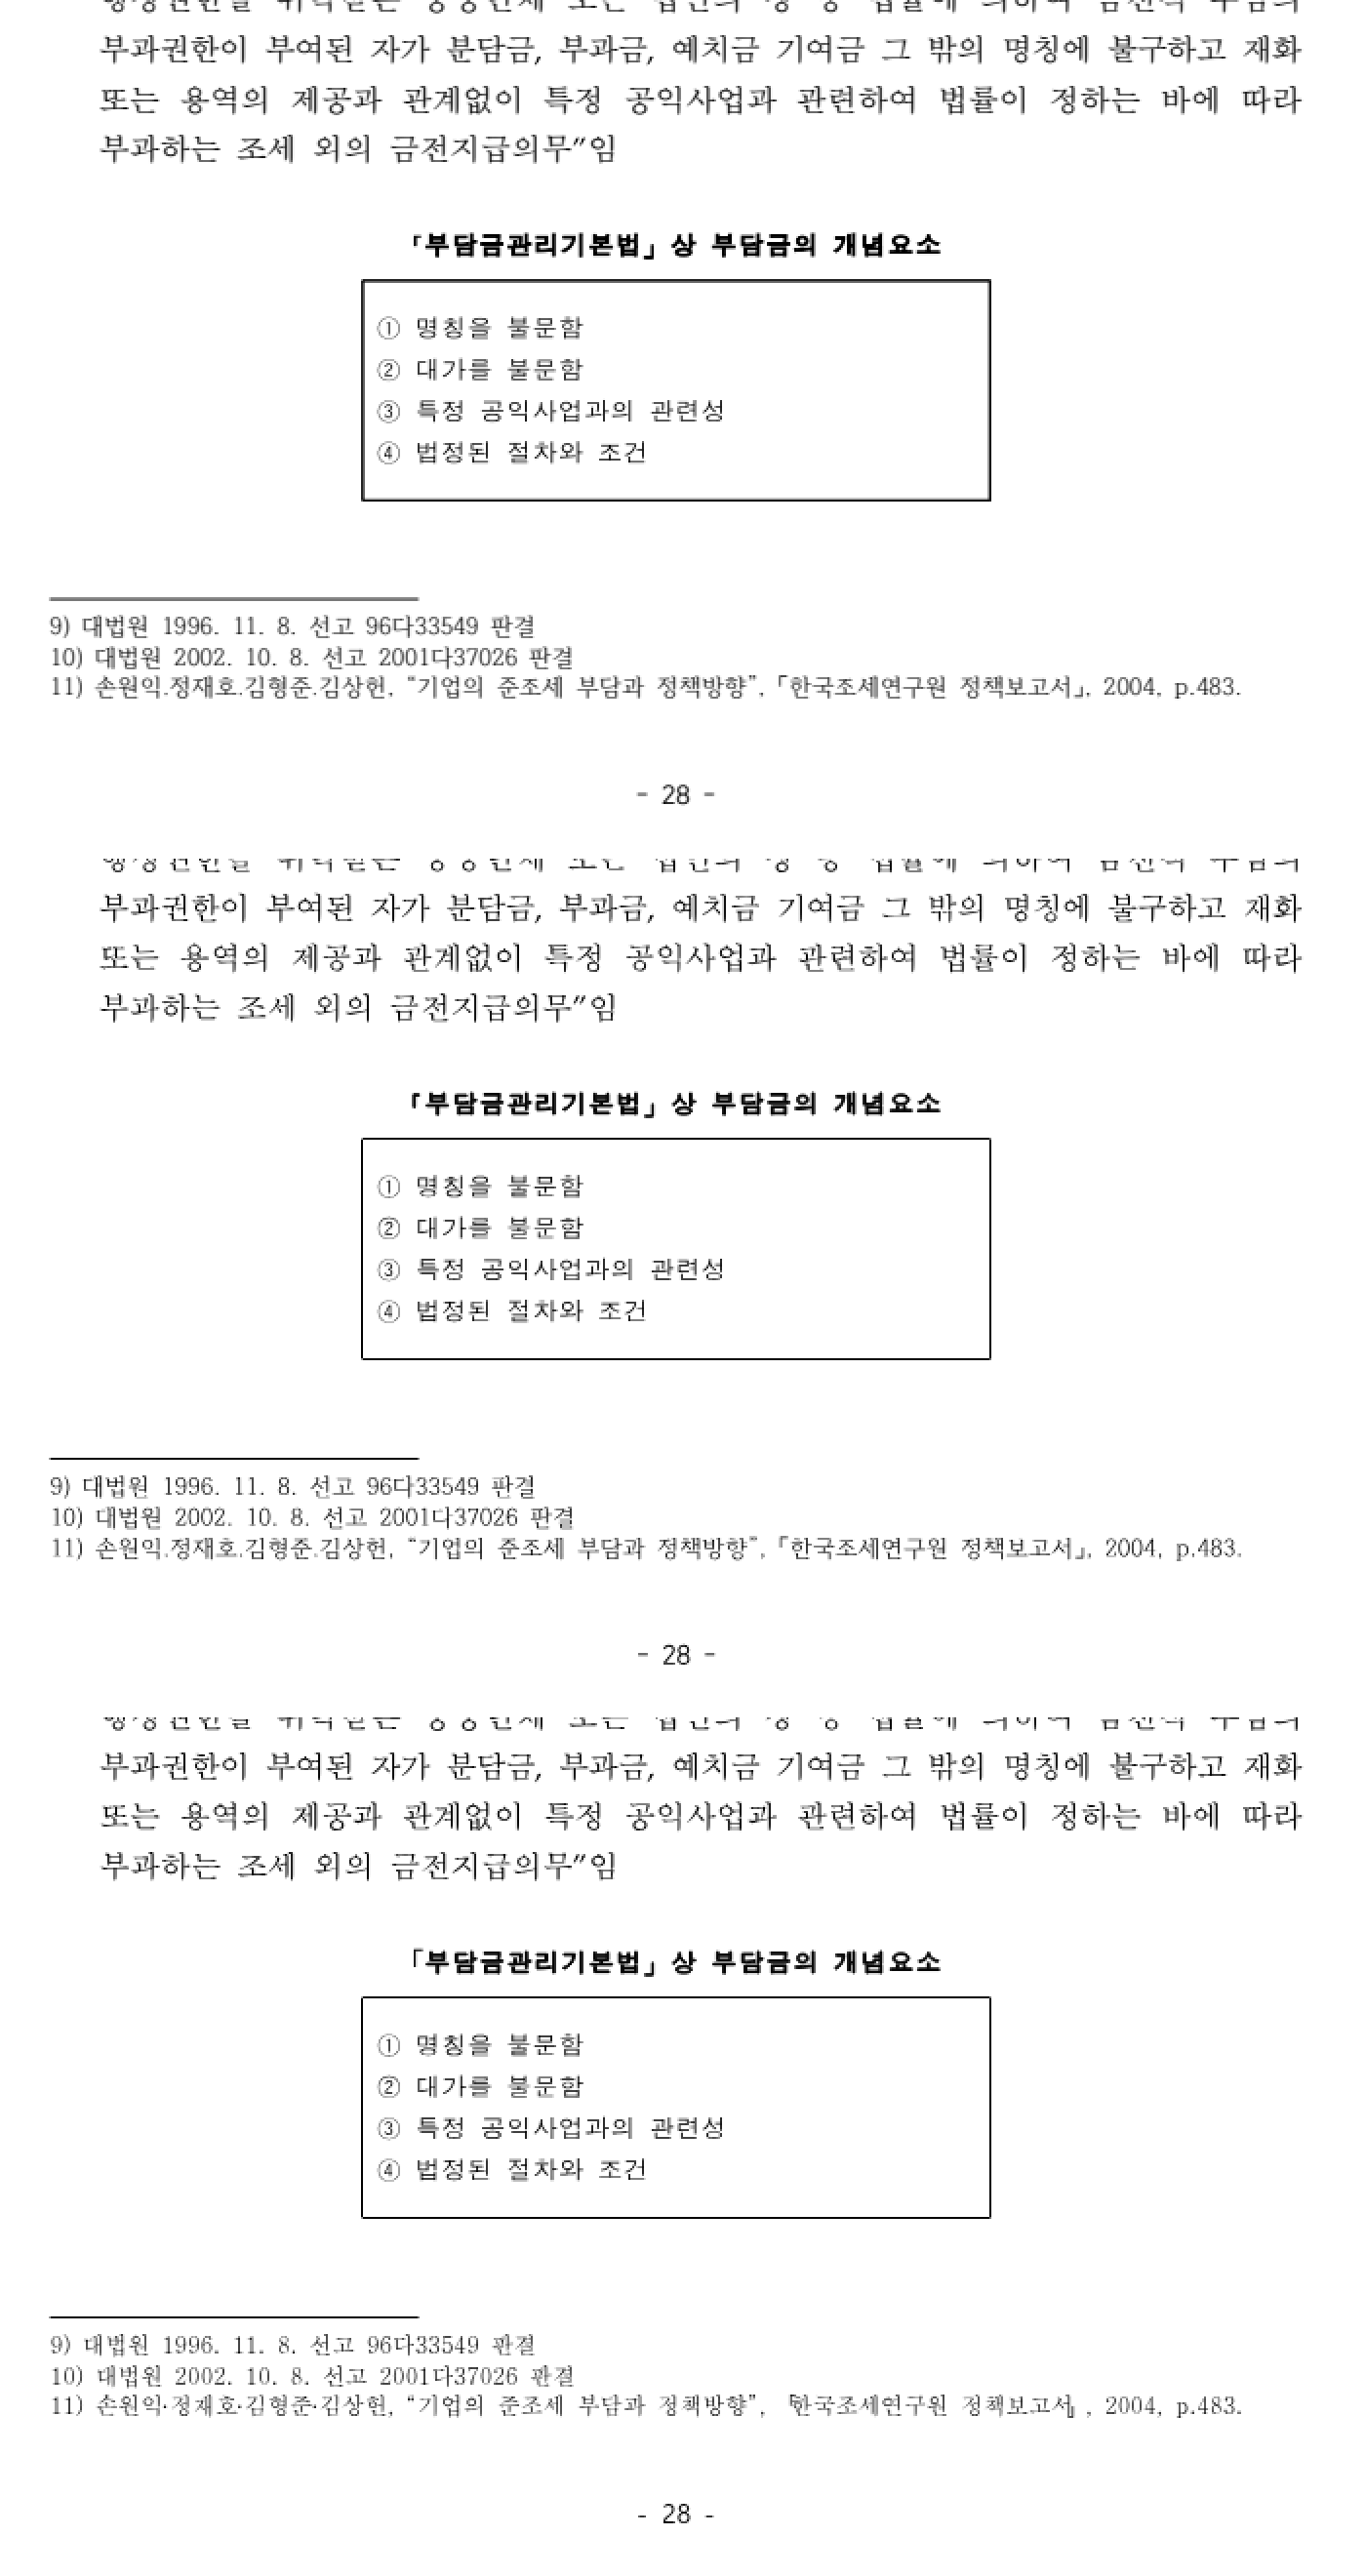 부과권한이 부여된 자가 분담금, 부과금, 예치금 기여금 그 밖의 명칭에 불구하고 재화
또는 용역의 제공과 관계없이 특정 공익사업과 관련하여 법률이 정하는 바에 따라
부과하는 조세 외의 금전지급의무”임
「부담금관리기본법」상 부담금의 개념요소
① 명칭을 불문함
② 대가를 불문함
③ 특정 공익사업과의 관련성
④ 법정된 절차와 조건
9) 대법원 1996. 11. 8. 선고 96다33549 판결
10) 대법원 2002. 10. 8. 선고 2001다37026 판결
11) 손원익.정재호.김형준.김상헌, “기업의 준조세 부담과 정책방향”, 「한국조세연구원 정책보고서」, 2004, p.483.
- 28 -
부과권한이 부여된 자가 분담금, 부과금, 예치금 기여금 그 밖의 명칭에 불구하고 재화
또는 용역의 제공과 관계없이 특정 공익사업과 관련하여 법률이 정하는 바에 따라
부과하는 조세 외의 금전지급의무”임
「부담금관리기본법」상 부담금의 개념요소
① 명칭을 불문함
② 대가를 불문함
③ 특정 공익사업과의 관련성
④ 법정된 절차와 조건
9) 대법원 1996. 11. 8. 선고 96다33549 판결
10) 대법원 2002. 10. 8. 선고 2001다37026 판결
11) 손원익.정재호.김형준.김상헌, “기업의 준조세 부담과 정책방향”, 「한국조세연구원 정책보고서」, 2004, p.483.
- 28 -
부과권한이 부여된 자가 분담금, 부과금, 예치금 기여금 그 밖의 명칭에 불구하고 재화
또는 용역의 제공과 관계없이 특정 공익사업과 관련하여 법률이 정하는 바에 따라
부과하는 조세 외의 금전지급의무”임
「부담금관리기본법」상 부담금의 개념요소
① 명칭을 불문함
② 대가를 불문함
③ 특정 공익사업과의 관련성
④ 법정된 절차와 조건
9) 대법원 1996. 11. 8. 선고 96다33549 판결
10) 대법원 2002. 10. 8. 선고 2001다37026 판결
11) 손원익·정재호·김형준·김상헌, “기업의 준조세 부담과 정책방향”, 『한국조세연구원 정책보고서』, 2004, p.483.
- 28 -